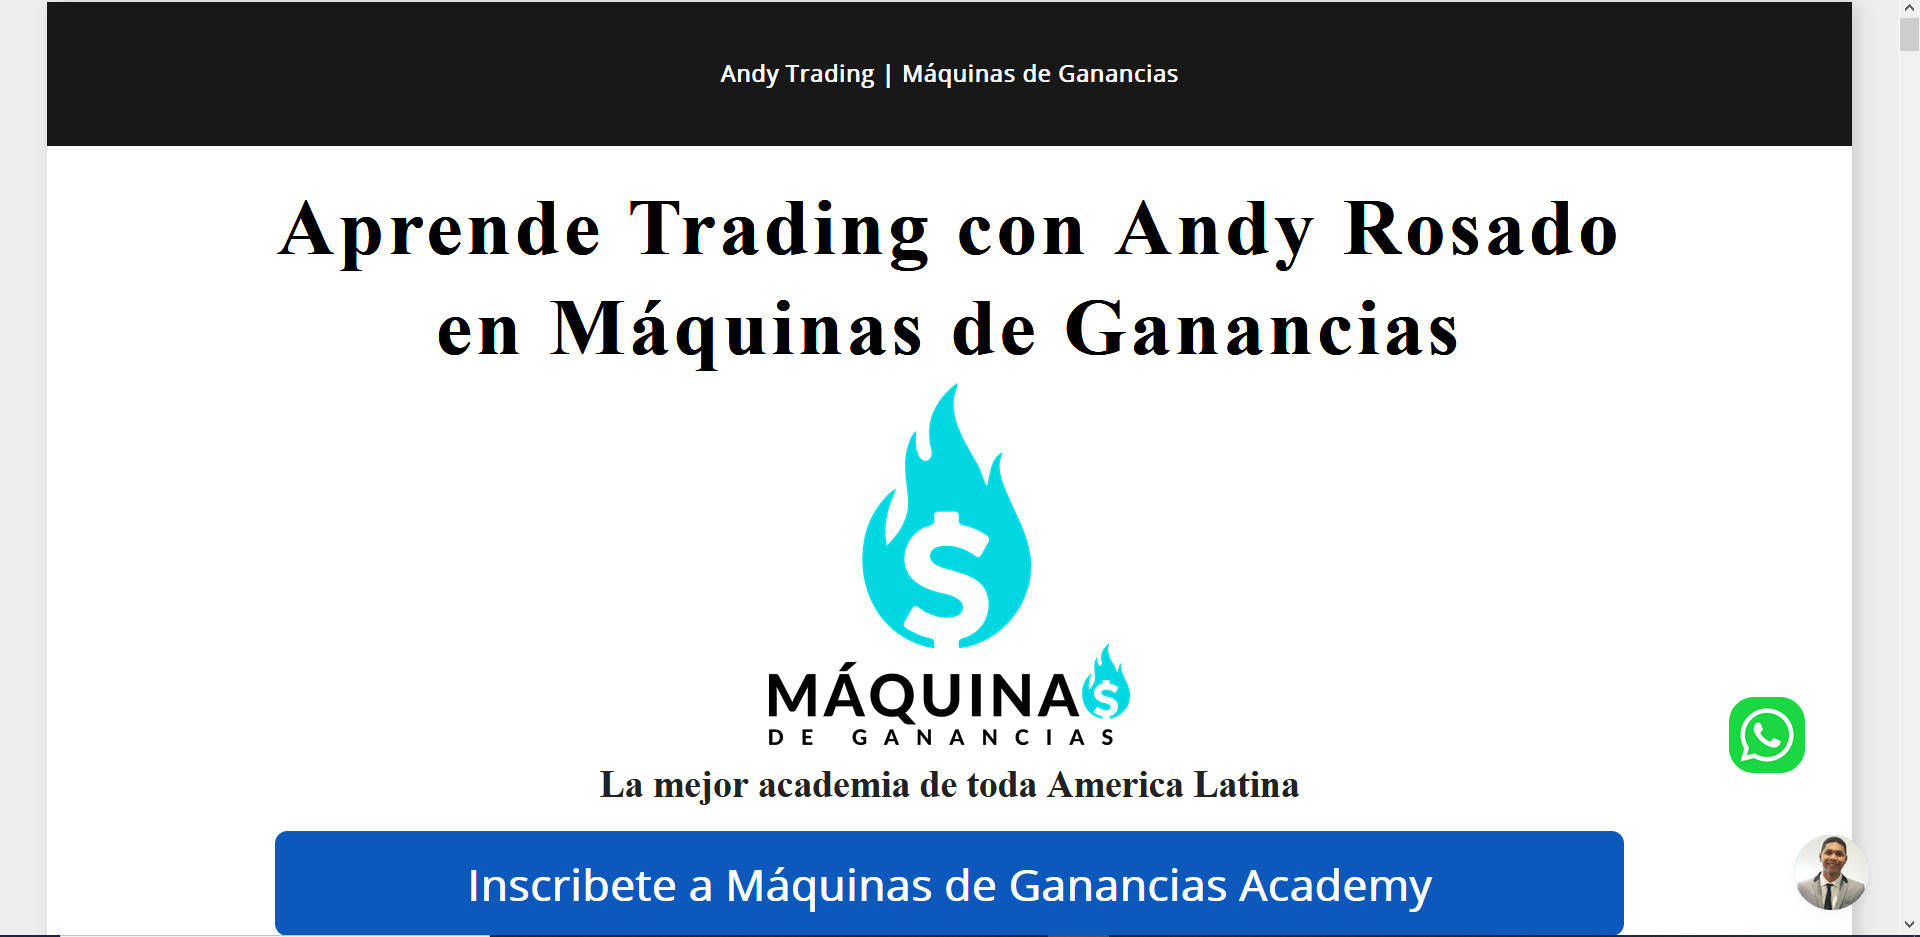 Andy Trading | Máquinas de Ganancias
Aprende Trading con Andy Rosado
en Máquinas de Ganancias
$
MÁQUINA$
DE GANANCIAS
La mejor academia de toda America Latina
Inscribete a Máquinas de Ganancias Academy